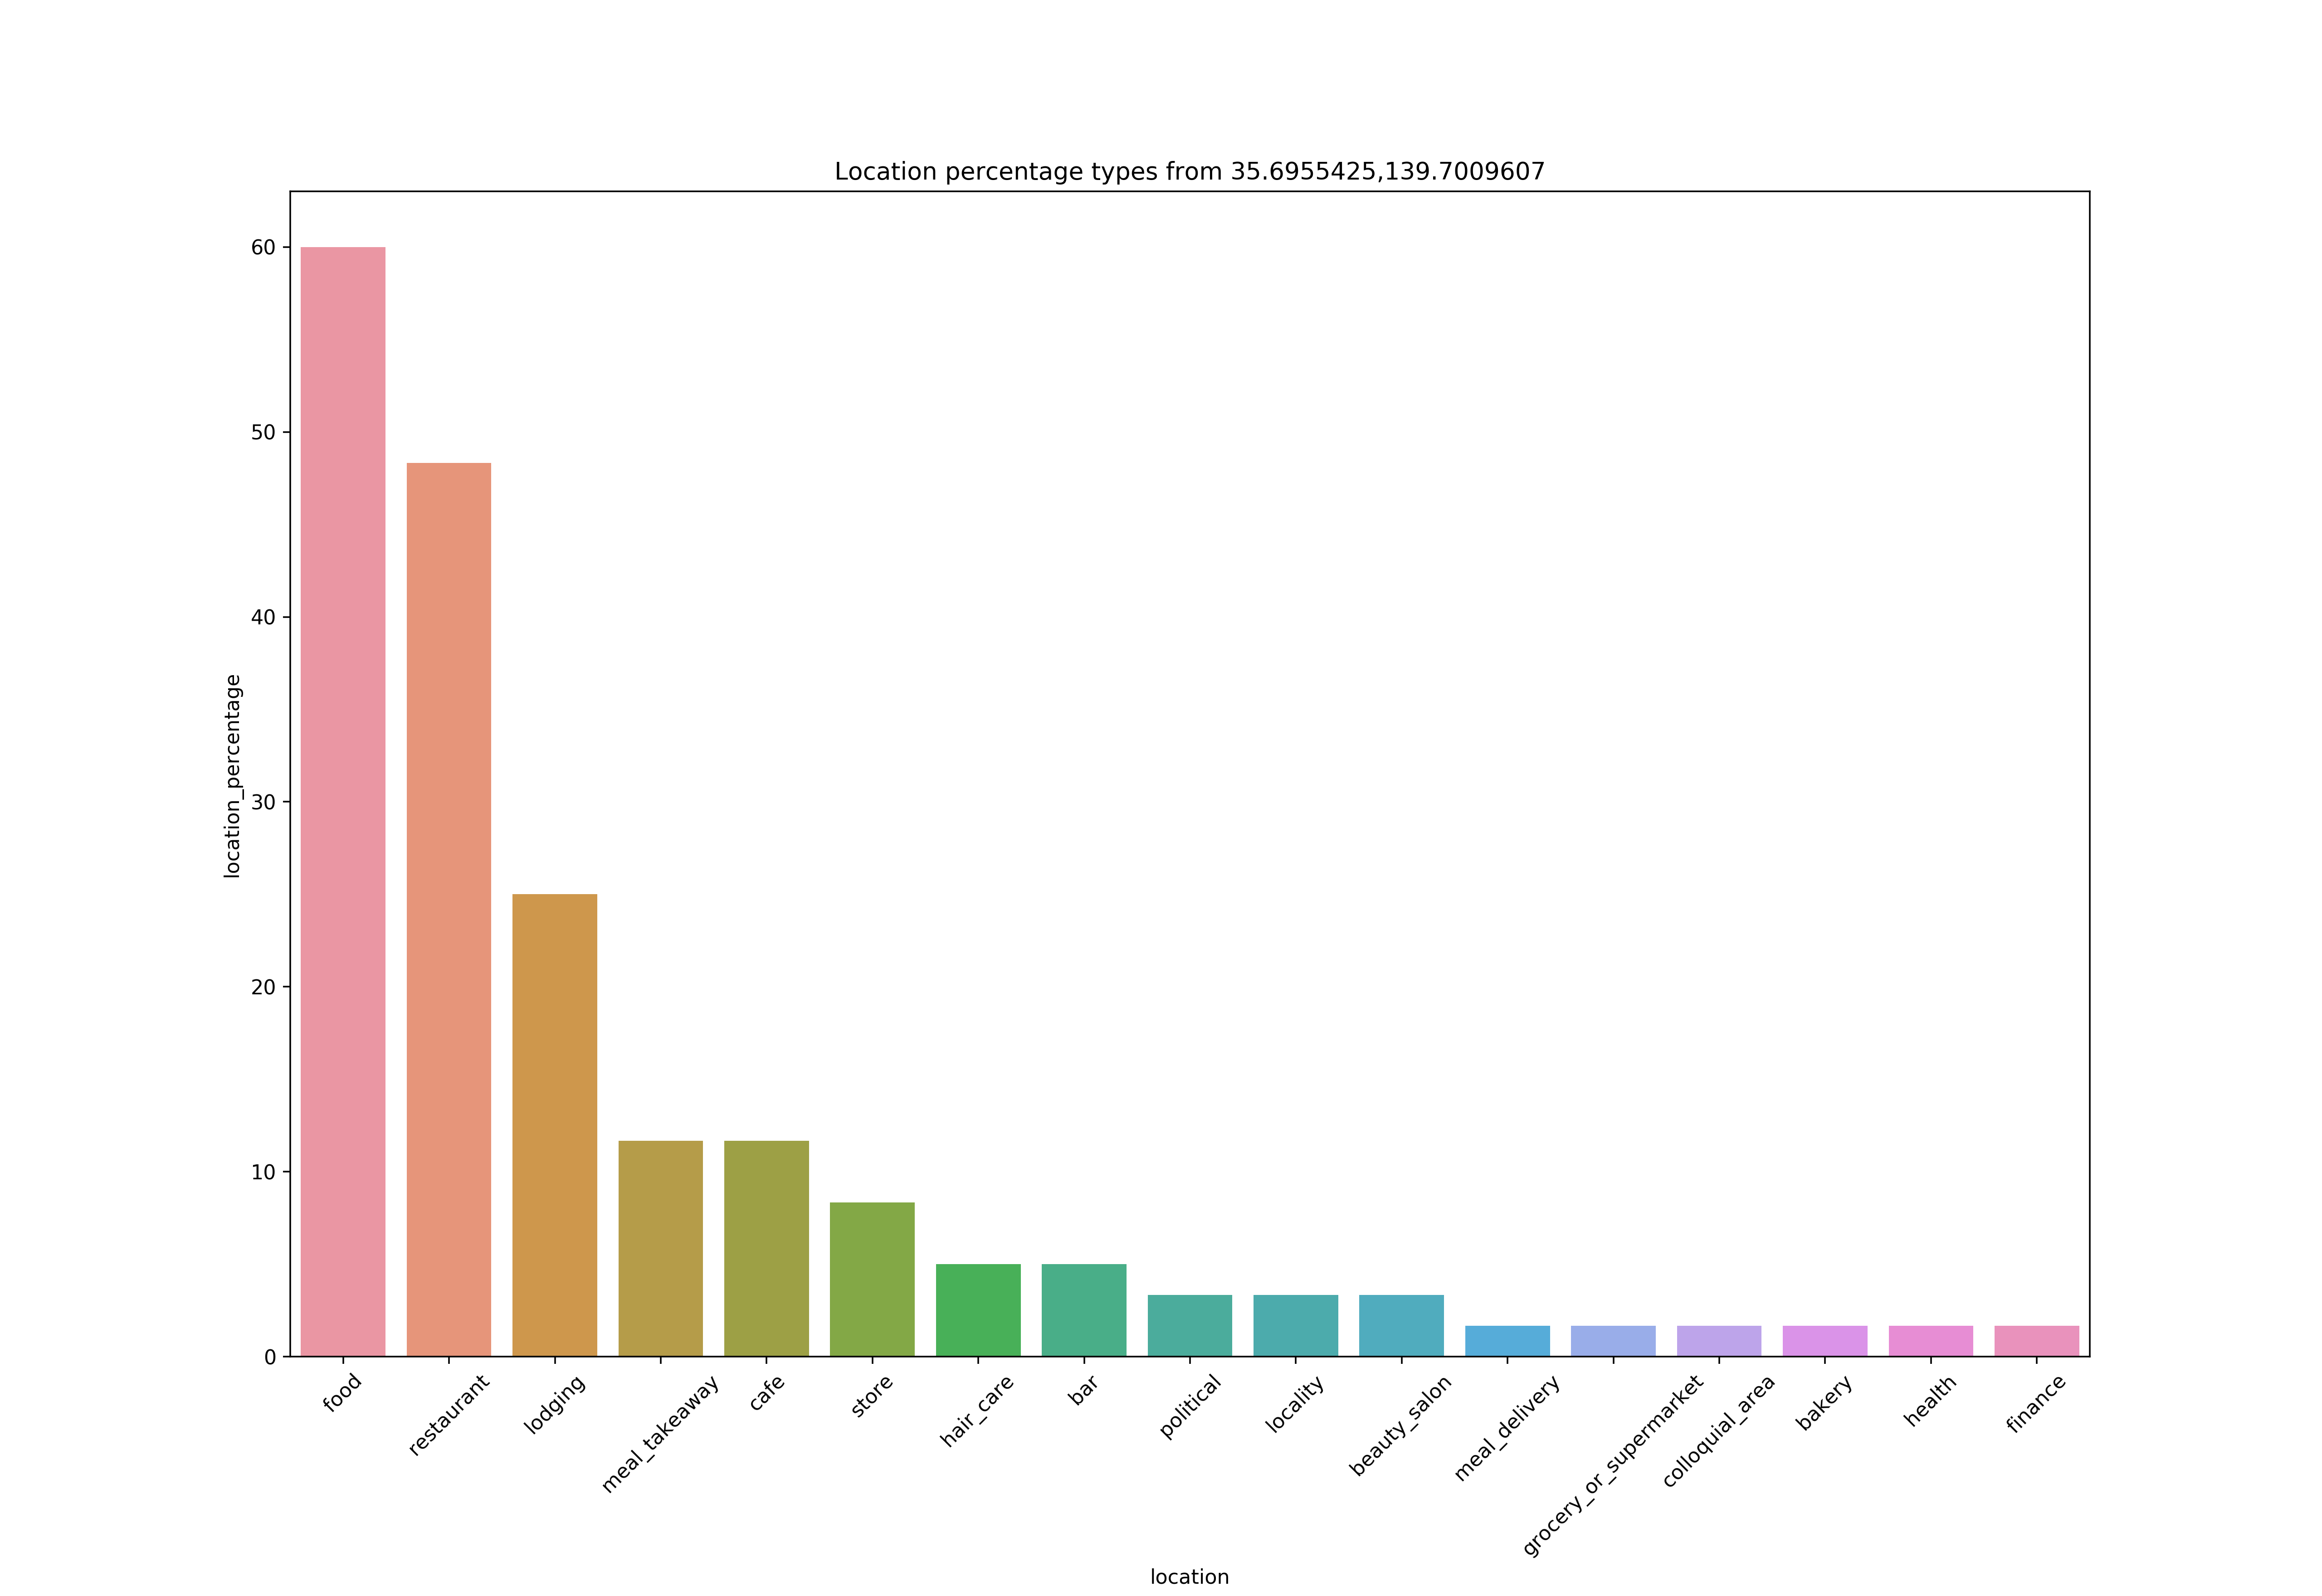 Location percentage types from 35.6955425,139.7009607
location_percentage
60
50
40
30
20
10
0
food
restaurant
lodging
meal_takeaway
cafe
store
hair_care
bar
political
locality
beauty_salon
meal_delivery
grocery_or_supermarket
colloquial_area
bakery
health
finance
location